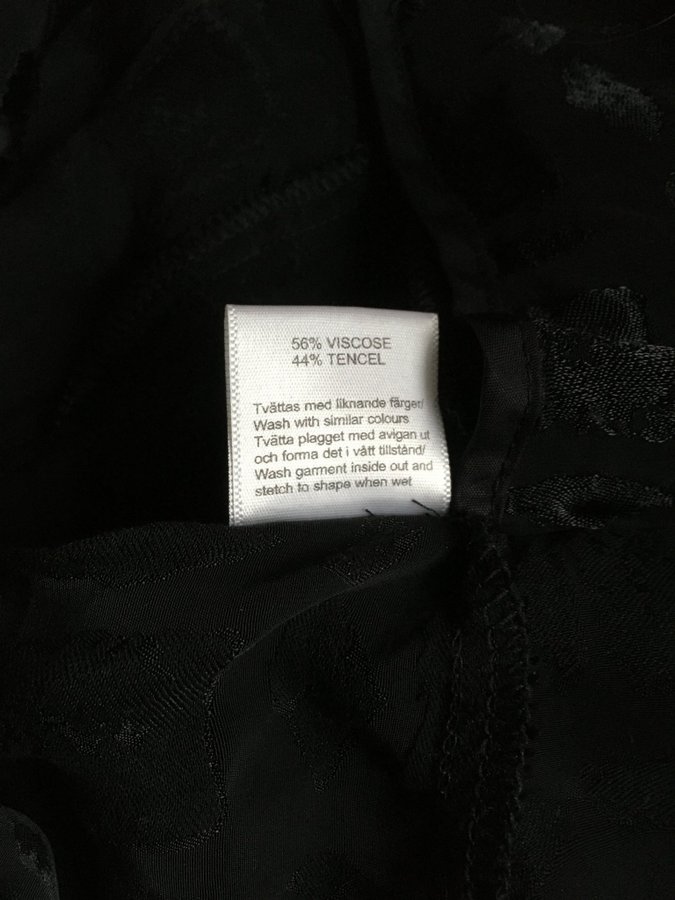 56% VISCOSE
44% TENCEL
Tvättas med liknande färger/
Wash with similar colours
Tvätta plagget med avigan ut
och forma det i vått tillstånd/
Wash garment inside out and
stetch to shape when wet